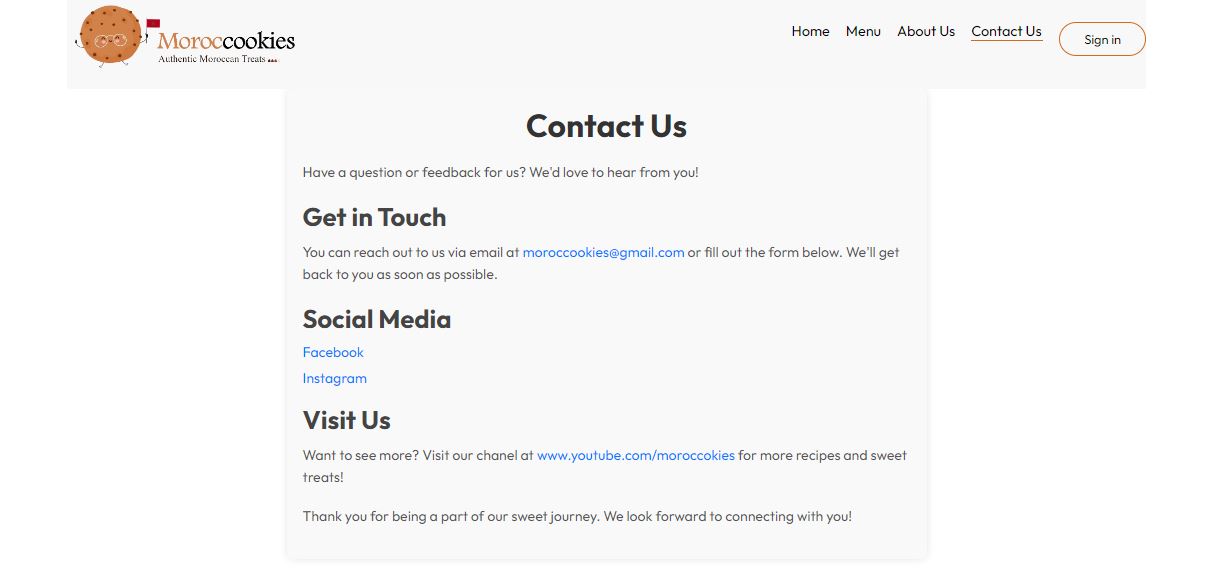 Moroccookies
Authentic Moroccan Treats
Home Menu About Us Contact Us Sign in
Contact Us
Have a question or feedback for us? We'd love to hear from you!
Get in Touch
You can reach out to us via email at moroccookies@gmail.com or fill out the form below. We'll get
back to you as soon as possible.
Social Media
Facebook
Instagram
Visit Us
Want to see more? Visit our chanel at www.youtube.com/moroccokies for more recipes and sweet
treats!
Thank you for being a part of our sweet journey. We look forward to connecting with you!